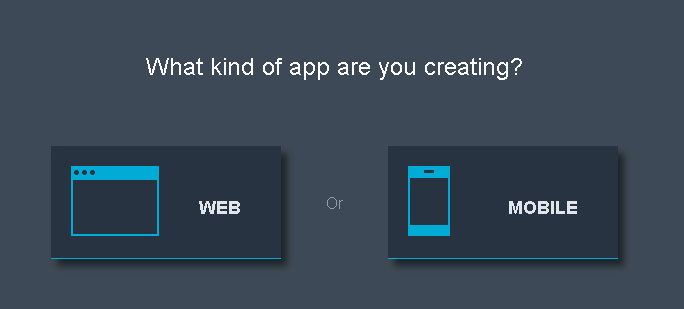 What kind of app are you creating?
WEB
Or
MOBILE